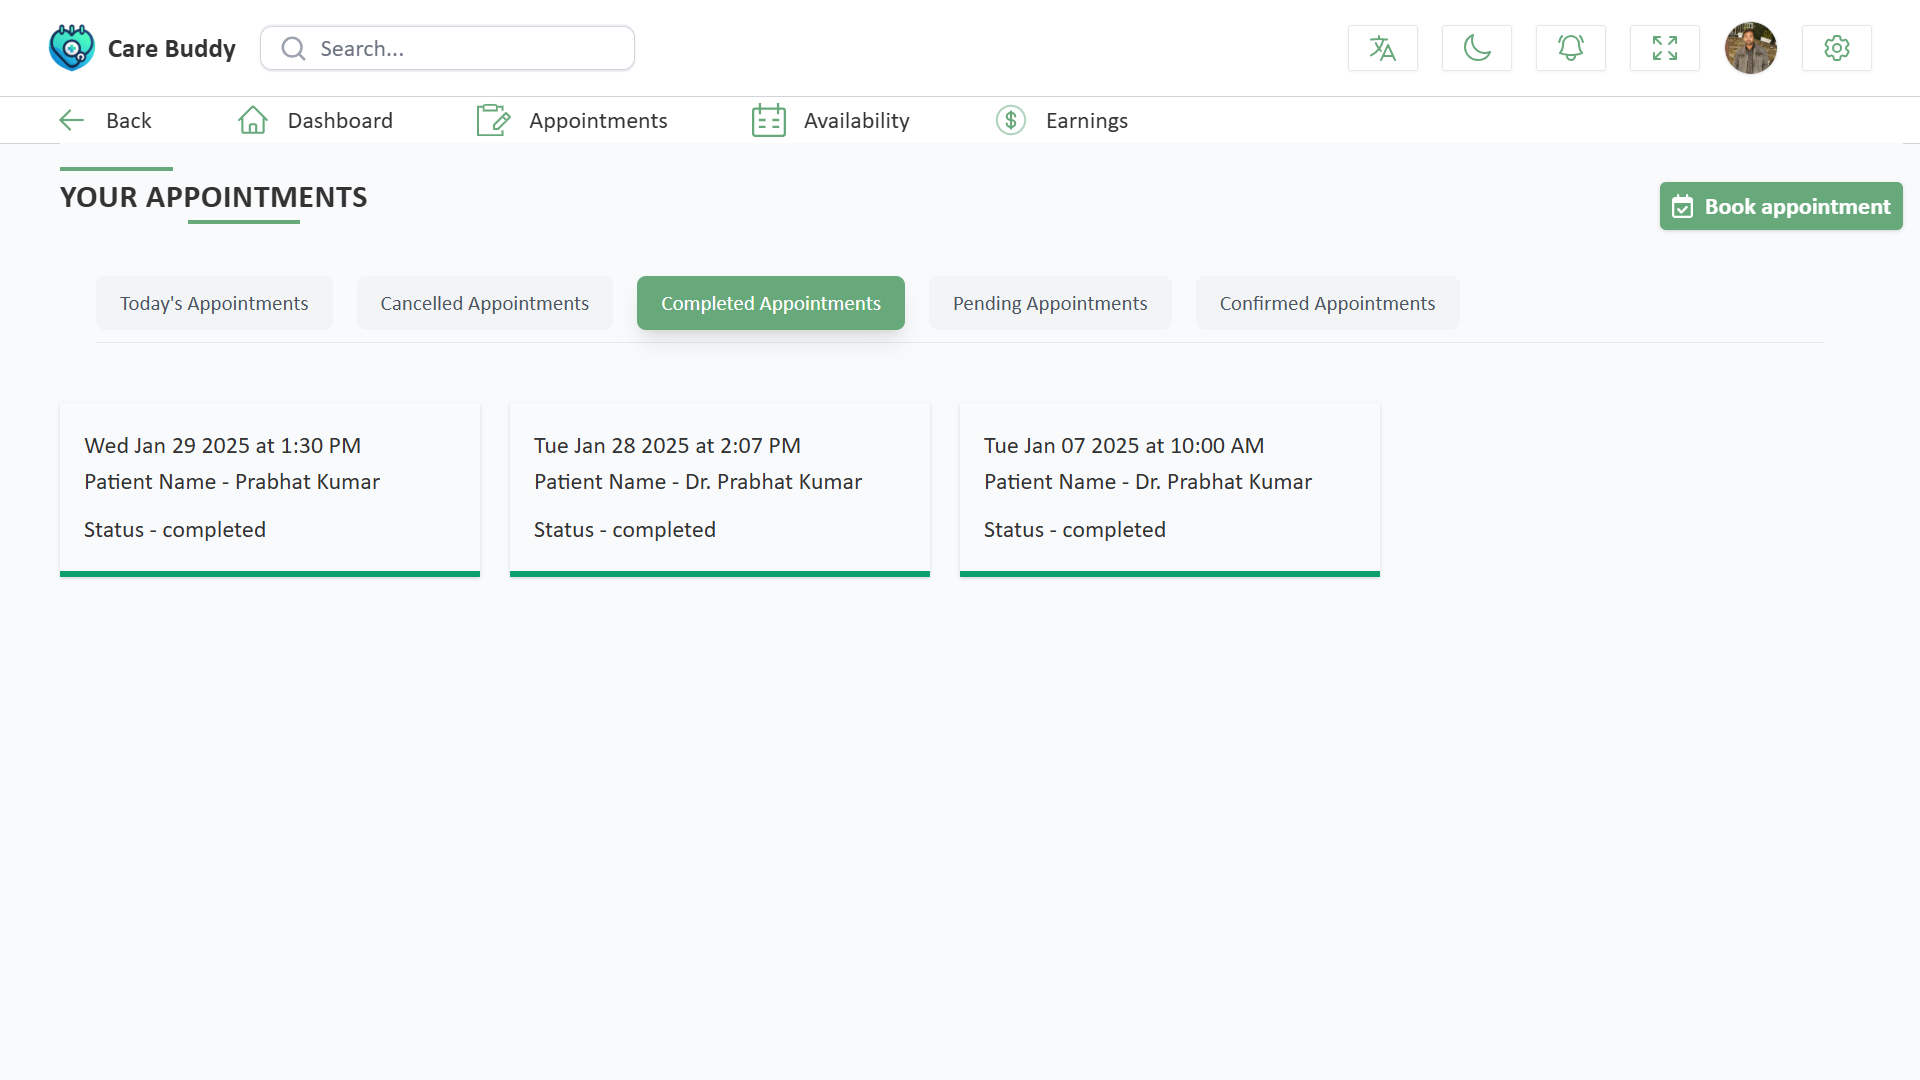 Care Buddy
Search...
Back
Dashboard
Appointments
Availability
Earnings
YOUR APPOINTMENTS
Book appointment
Today's Appointments
Cancelled Appointments
Completed Appointments
Pending Appointments
Confirmed Appointments
Wed Jan 29 2025 at 1:30 PM
Patient Name - Prabhat Kumar
Status - completed
Tue Jan 28 2025 at 2:07 PM
Patient Name - Dr. Prabhat Kumar
Status - completed
Tue Jan 07 2025 at 10:00 AM
Patient Name - Dr. Prabhat Kumar
Status - completed